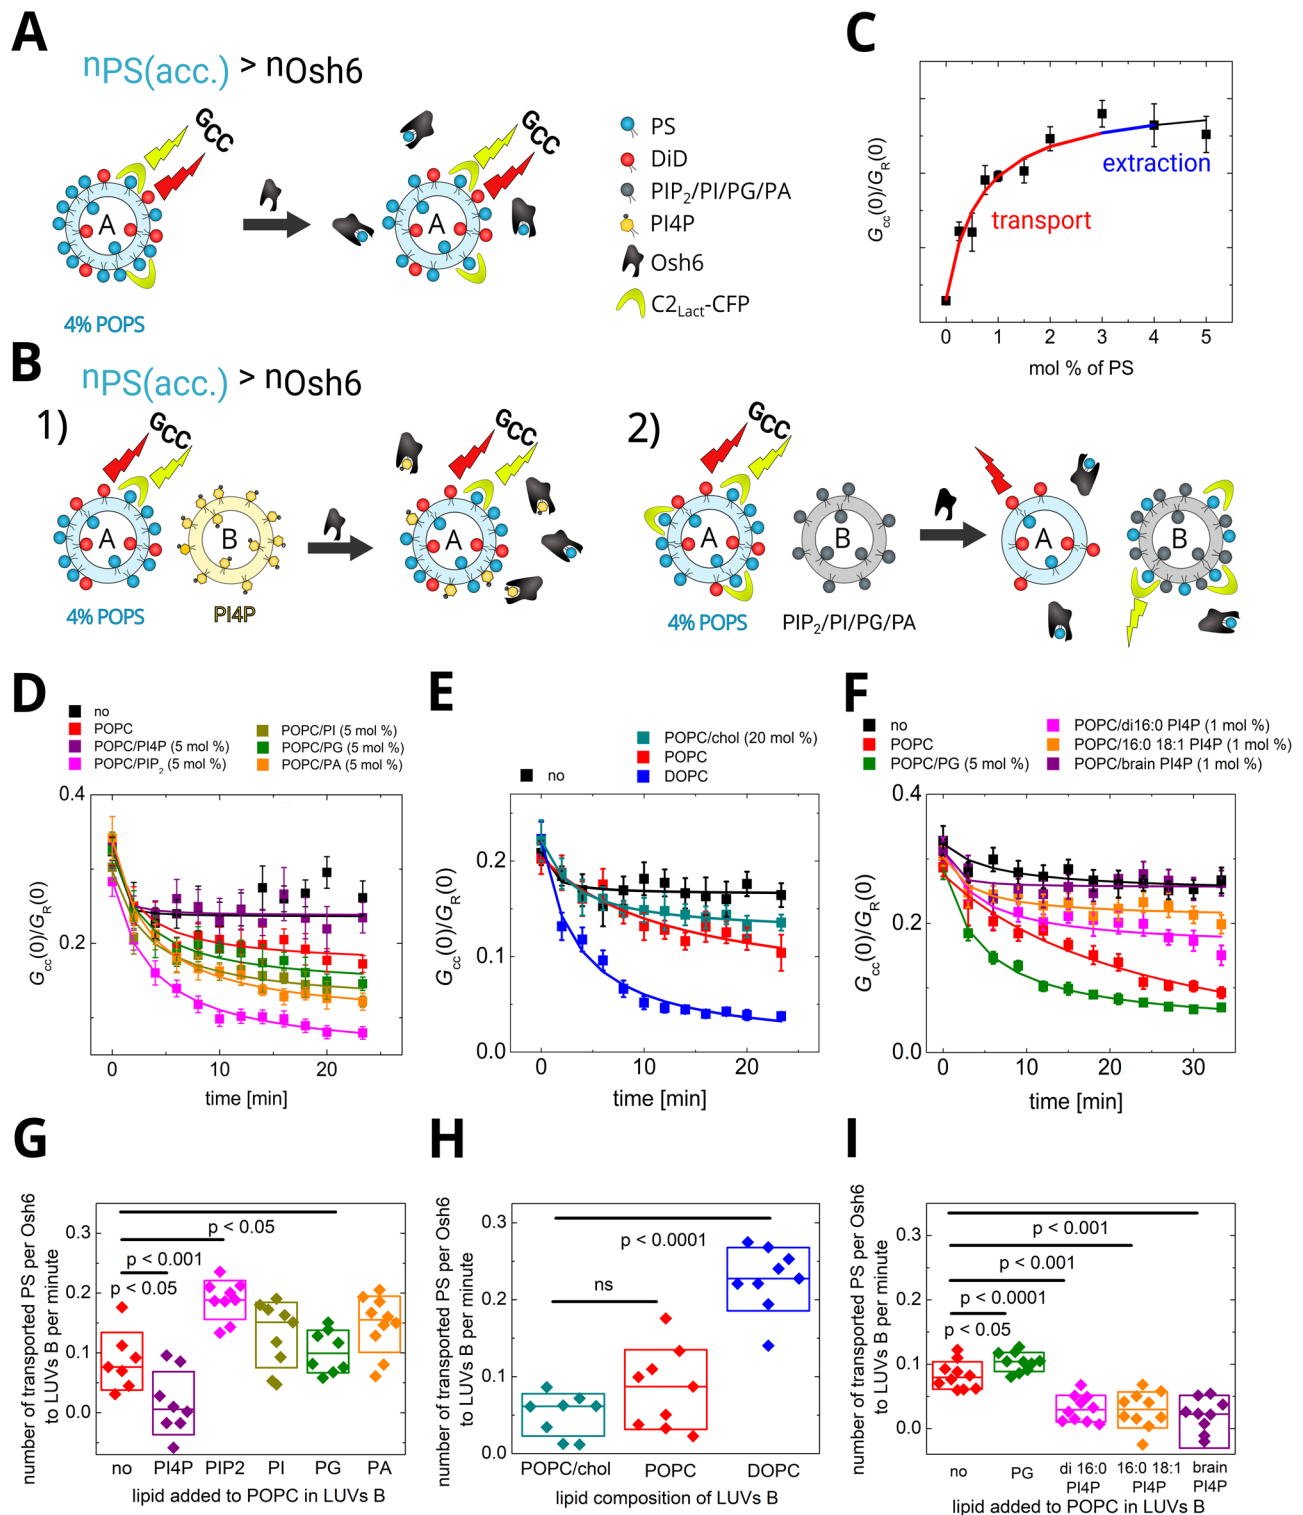 A
nPS(acc.) > nOsh6
GCC
GCC
A
A
4% POPS
PS
DiD
PIP2/PI/PG/PA
PI4P
Osh6
C2Lact-CFP
C
Gcc(0)/GR(0)
extraction
transport
0 1 2 3 4 5
mol % of PS
B
nPS(acc.) > nOsh6
1)
GCC
GCC
A
B
A
4% POPS
PI4P
2)
GCC
A
B
A
B
4% POPS
PIP2/PI/PG/PA
D
no
POPC
POPC/PI4P (5 mol %)
POPC/PIP2 (5 mol %)
POPC/PI (5 mol %)
POPC/PG (5 mol %)
POPC/PA (5 mol %)
Gcc(0)/GR(0)
0.4
0.2
0 10 20
time [min]
E
no
POPC/chol (20 mol %)
POPC
DOPC
Gcc(0)/GR(0)
0.2
0.1
0.0
0 10 20
time [min]
F
no
POPC
POPC/PG (5 mol %)
POPC/di16:0 PI4P (1 mol %)
POPC/16:0 18:1 PI4P (1 mol %)
POPC/brain PI4P (1 mol %)
Gcc(0)/GR(0)
0.4
0.2
0.0
0 10 20 30
time [min]
G
number of transported PS per Osh6
to LUVs B per minute
0.3
0.2
0.1
0.0
p < 0.05
p < 0.001
p < 0.05
no PI4P PIP2 PI PG PA
lipid added to POPC in LUVs B
H
number of transported PS per Osh6
to LUVs B per minute
0.3
0.2
0.1
0.0
p < 0.0001
ns
POPC/chol POPC DOPC
lipid composition of LUVs B
I
number of transported PS per Osh6
to LUVs B per minute
0.3
0.2
0.1
0.0
p < 0.001
p < 0.001
p < 0.0001
p < 0.05
no PG di 16:0 16:0 18:1 brain
PI4P PI4P PI4P
lipid added to POPC in LUVs B